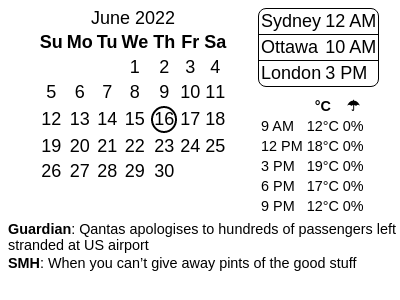 June 2022
Su Mo Tu We Th Fr Sa
1 2 3 4
5 6 7 8 9 10 11
12 13 14 15 16 17 18
19 20 21 22 23 24 25
26 27 28 29 30
Sydney 12 AM
Ottawa 10 AM
London 3 PM
°C ☂
9 AM 12°C 0%
12 PM 18°C 0%
3 PM 19°C 0%
6 PM 17°C 0%
9 PM 12°C 0%
Guardian: Qantas apologises to hundreds of passengers left
stranded at US airport
SMH: When you can’t give away pints of the good stuff